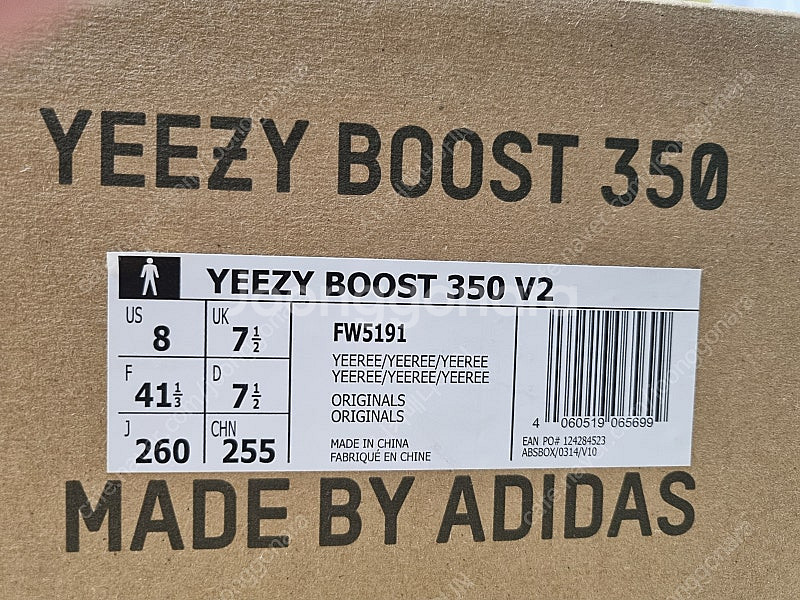 YEEZY BOOST 350
YEEZY BOOST 350 V2
US 8
UK 7 1/2
F 41 1/3
D 7 1/2
J 260
CHN 255
FW5191
YEEREE/YEEREE/YEEREE
YEEREE/YEEREE/YEEREE
ORIGINALS
ORIGINALS
MADE IN CHINA
FABRIQUÉ EN CHINE
4 060519 065699
EAN PO# 124284523
ABSBOX/0314/V10
MADE BY ADIDAS
Joonggonara